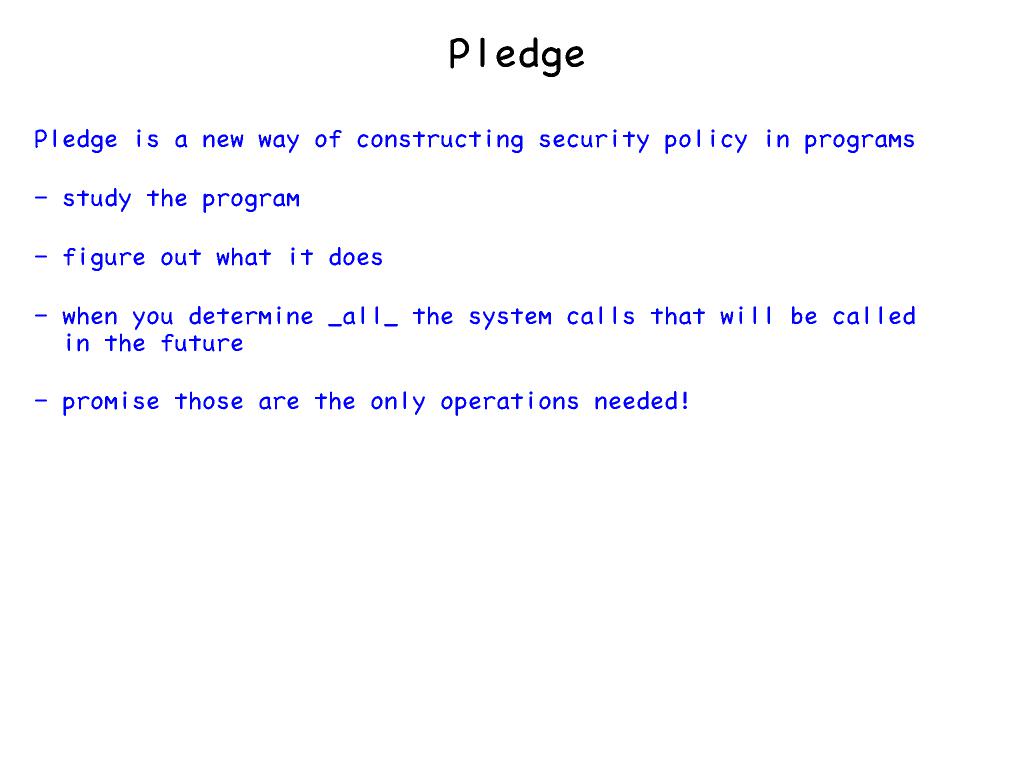 Pledge
Pledge is a new way of constructing security policy in programs
- study the program
- figure out what it does
- when you determine _all_ the system calls that will be called
in the future
- promise those are the only operations needed!